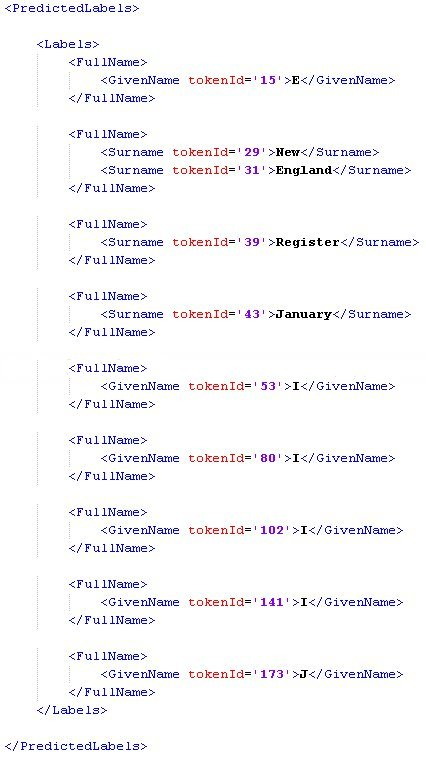 <PredictedLabels>
<Labels>
<FullName>
<GivenName tokenId='15'>E</GivenName>
</FullName>
<FullName>
<Surname tokenId='29'>New</Surname>
<Surname tokenId='31'>England</Surname>
</FullName>
<FullName>
<Surname tokenId='39'>Register</Surname>
</FullName>
<FullName>
<Surname tokenId='43'>January</Surname>
</FullName>
<FullName>
<GivenName tokenId='53'>I</GivenName>
</FullName>
<FullName>
<GivenName tokenId='80'>I</GivenName>
</FullName>
<FullName>
<GivenName tokenId='102'>I</GivenName>
</FullName>
<FullName>
<GivenName tokenId='141'>I</GivenName>
</FullName>
<FullName>
<GivenName tokenId='173'>J</GivenName>
</FullName>
</Labels>
</PredictedLabels>